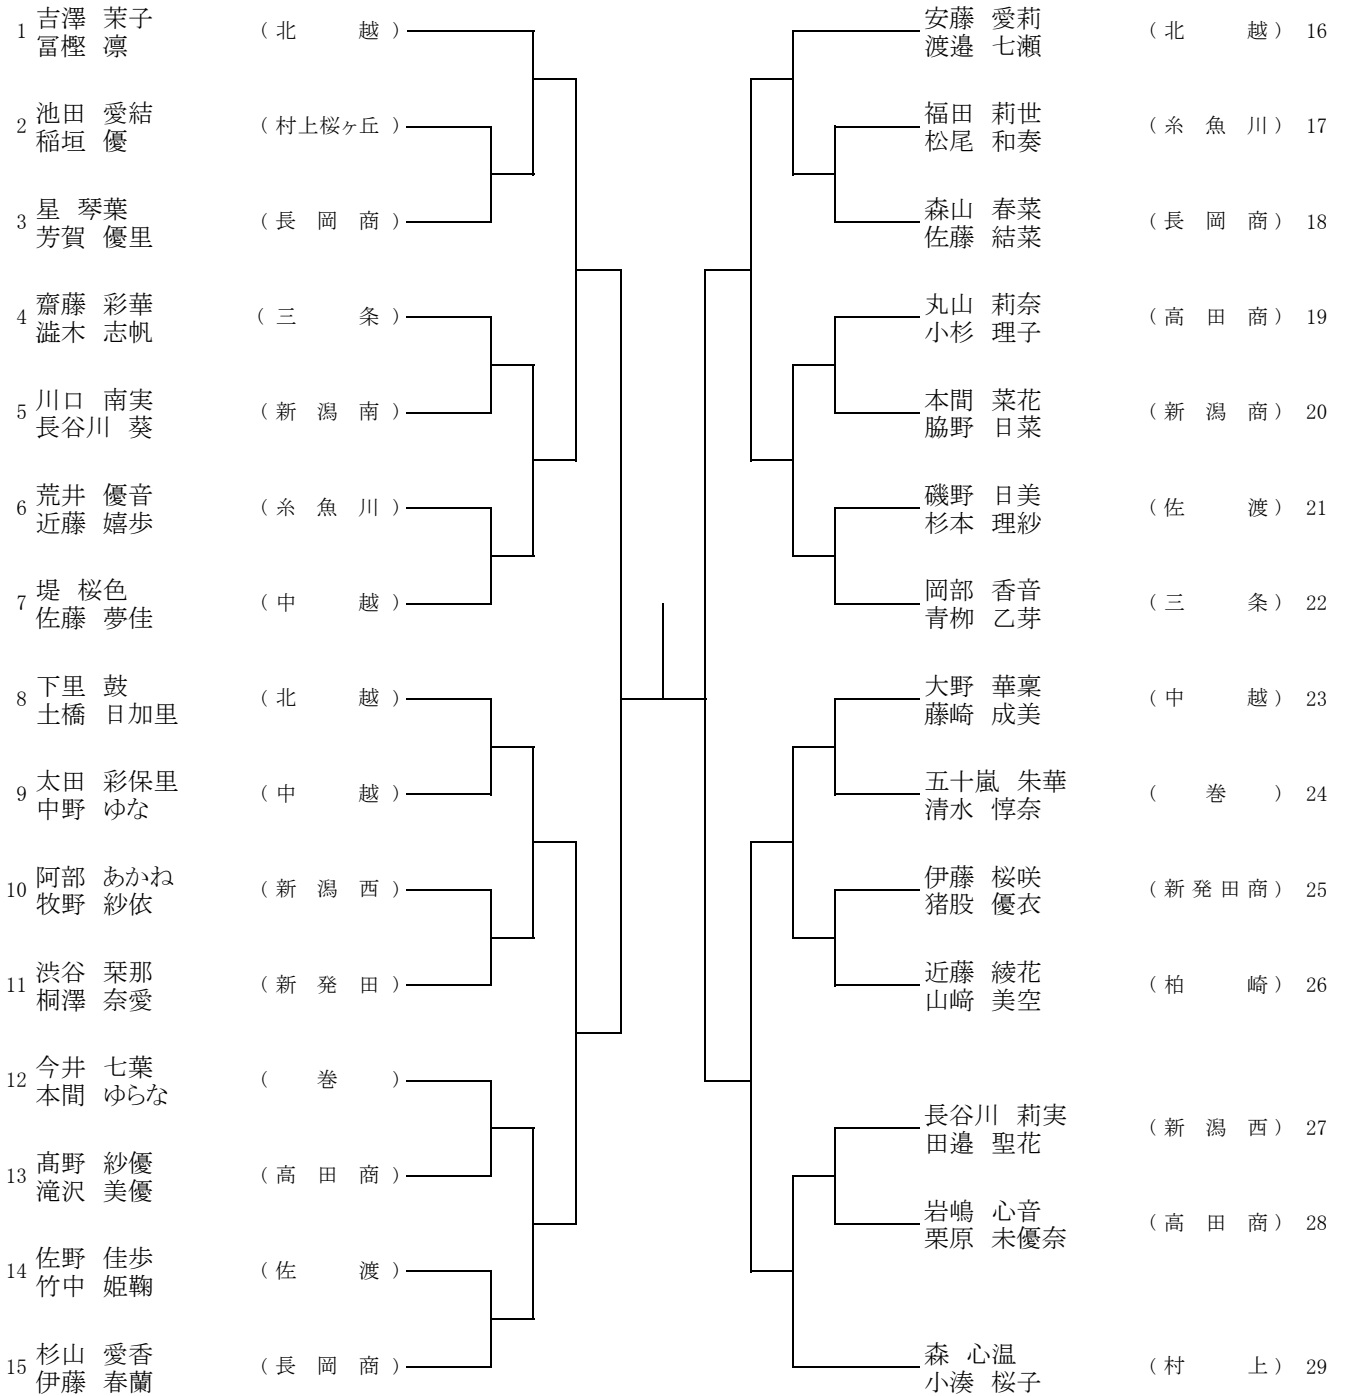 1 吉澤 茉子
冨樫 凛
( 北 越 )
2 池田 愛結
稲垣 優
( 村上桜ヶ丘 )
3 星 琴葉
芳賀 優里
( 長 岡 商 )
4 齋藤 彩華
澁木 志帆
( 三 条 )
5 川口 南実
長谷川 葵
( 新 潟 南 )
6 荒井 優音
近藤 嬉歩
( 糸 魚 川 )
7 堤 桜色
佐藤 夢佳
( 中 越 )
8 下里 鼓
土橋 日加里
( 北 越 )
9 太田 彩保里
中野 ゆな
( 中 越 )
10 阿部 あかね
牧野 紗依
( 新 潟 西 )
11 渋谷 栞那
桐澤 奈愛
( 新 発 田 )
12 今井 七葉
本間 ゆらな
( 巻 )
13 髙野 紗優
滝沢 美優
( 高 田 商 )
14 佐野 佳歩
竹中 姫鞠
( 佐 渡 )
15 杉山 愛香
伊藤 春蘭
( 長 岡 商 )
安藤 愛莉
渡邉 七瀬
( 北 越 ) 16
福田 莉世
松尾 和奏
( 糸 魚 川 ) 17
森山 春菜
佐藤 結菜
( 長 岡 商 ) 18
丸山 莉奈
小杉 理子
( 高 田 商 ) 19
本間 菜花
脇野 日菜
( 新 潟 商 ) 20
磯野 日美
杉本 理紗
( 佐 渡 ) 21
岡部 香音
青栁 乙芽
( 三 条 ) 22
大野 華稟
藤崎 成美
( 中 越 ) 23
五十嵐 朱華
清水 惇奈
( 巻 ) 24
伊藤 桜咲
猪股 優衣
( 新 発 田 商 ) 25
近藤 綾花
山﨑 美空
( 柏 崎 ) 26
長谷川 莉実
田邉 聖花
( 新 潟 西 ) 27
岩嶋 心音
栗原 未優奈
( 高 田 商 ) 28
森 心温
小湊 桜子
( 村 上 ) 29